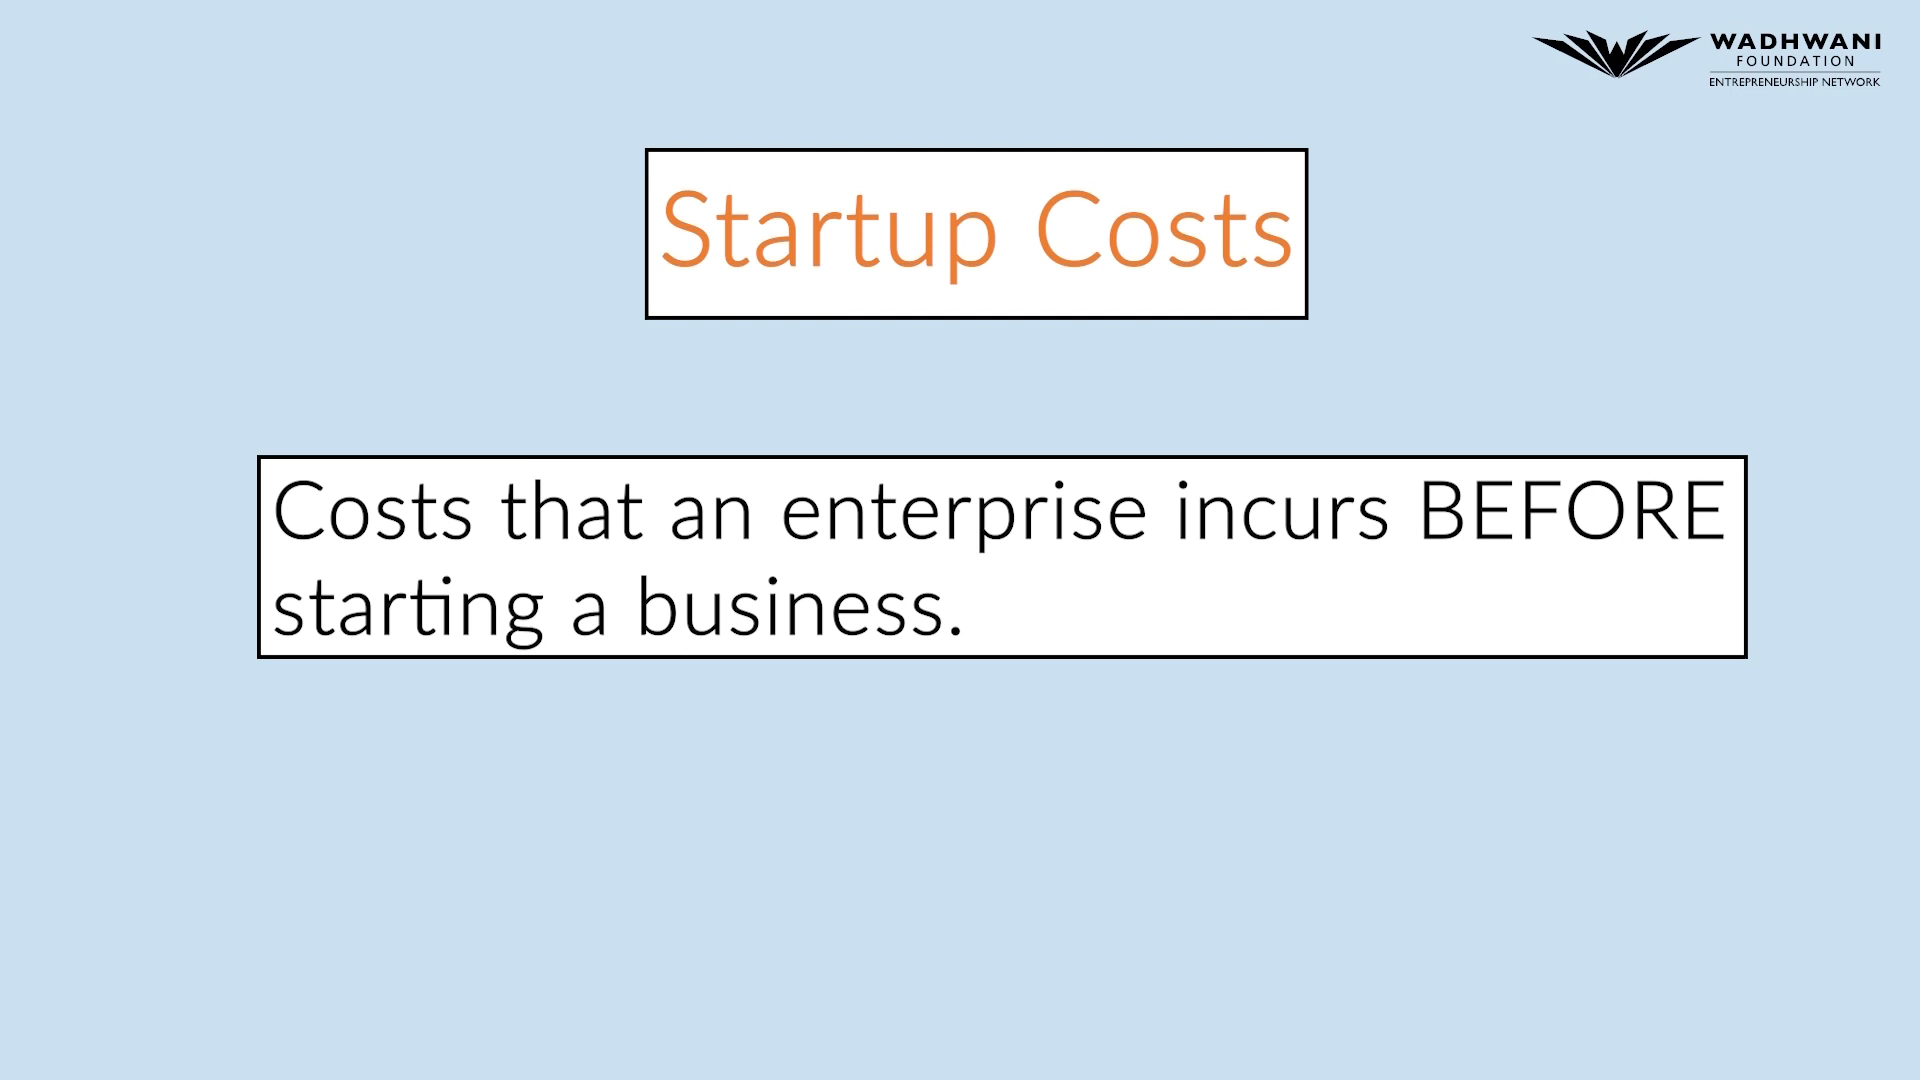 WADHWANI
FOUNDATION
ENTREPRENEURSHIP NETWORK
Startup Costs
Costs that an enterprise incurs BEFORE
starting a business.